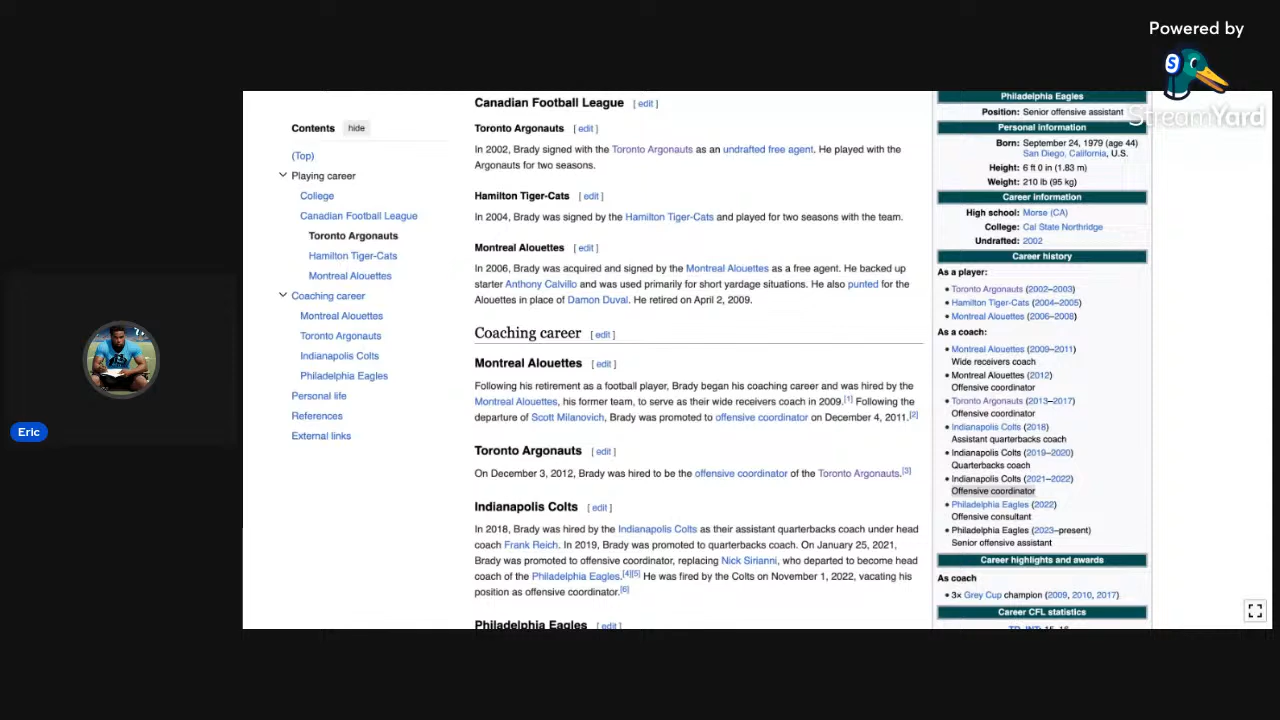 Powered by
S
StreamYard
Contents hide
(Top)
Playing career
College
Canadian Football League
Toronto Argonauts
Hamilton Tiger-Cats
Montreal Alouettes
Coaching career
Montreal Alouettes
Toronto Argonauts
Indianapolis Colts
Philadelphia Eagles
Personal life
References
External links
Canadian Football League [ edit ]
Toronto Argonauts [ edit ]
In 2002, Brady signed with the Toronto Argonauts as an undrafted free agent. He played with the
Argonauts for two seasons.
Hamilton Tiger-Cats [ edit ]
In 2004, Brady was signed by the Hamilton Tiger-Cats and played for two seasons with the team.
Montreal Alouettes [ edit ]
In 2006, Brady was acquired and signed by the Montreal Alouettes as a free agent. He backed up
starter Anthony Calvillo and was used primarily for short yardage situations. He also punted for the
Alouettes in place of Damon Duval. He retired on April 2, 2009.
Coaching career [ edit ]
Montreal Alouettes [ edit ]
Following his retirement as a football player, Brady began his coaching career and was hired by the
Montreal Alouettes, his former team, to serve as their wide receivers coach in 2009.[1] Following the
departure of Scott Milanovich, Brady was promoted to offensive coordinator on December 4, 2011.[2]
Toronto Argonauts [ edit ]
On December 3, 2012, Brady was hired to be the offensive coordinator of the Toronto Argonauts.[3]
Indianapolis Colts [ edit ]
In 2018, Brady was hired by the Indianapolis Colts as their assistant quarterbacks coach under head
coach Frank Reich. In 2019, Brady was promoted to quarterbacks coach. On January 25, 2021,
Brady was promoted to offensive coordinator, replacing Nick Sirianni, who departed to become head
coach of the Philadelphia Eagles.[4][5] He was fired by the Colts on November 1, 2022, vacating his
position as offensive coordinator.[6]
Philadelphia Eagles [ edit ]
Philadelphia Eagles
Position: Senior offensive assistant
Personal information
Born: September 24, 1979 (age 44)
San Diego, California, U.S.
Height: 6 ft 0 in (1.83 m)
Weight: 210 lb (95 kg)
Career information
High school: Morse (CA)
College: Cal State Northridge
Undrafted: 2002
Career history
As a player:
• Toronto Argonauts (2002–2003)
• Hamilton Tiger-Cats (2004–2005)
• Montreal Alouettes (2006–2008)
As a coach:
• Montreal Alouettes (2009–2011)
Wide receivers coach
• Montreal Alouettes (2012)
Offensive coordinator
• Toronto Argonauts (2013–2017)
Offensive coordinator
• Indianapolis Colts (2018)
Assistant quarterbacks coach
• Indianapolis Colts (2019–2020)
Quarterbacks coach
• Indianapolis Colts (2021–2022)
Offensive coordinator
• Philadelphia Eagles (2022)
Offensive consultant
• Philadelphia Eagles (2023–present)
Senior offensive assistant
Career highlights and awards
As coach
• 3× Grey Cup champion (2009, 2010, 2017)
Career CFL statistics
Eric